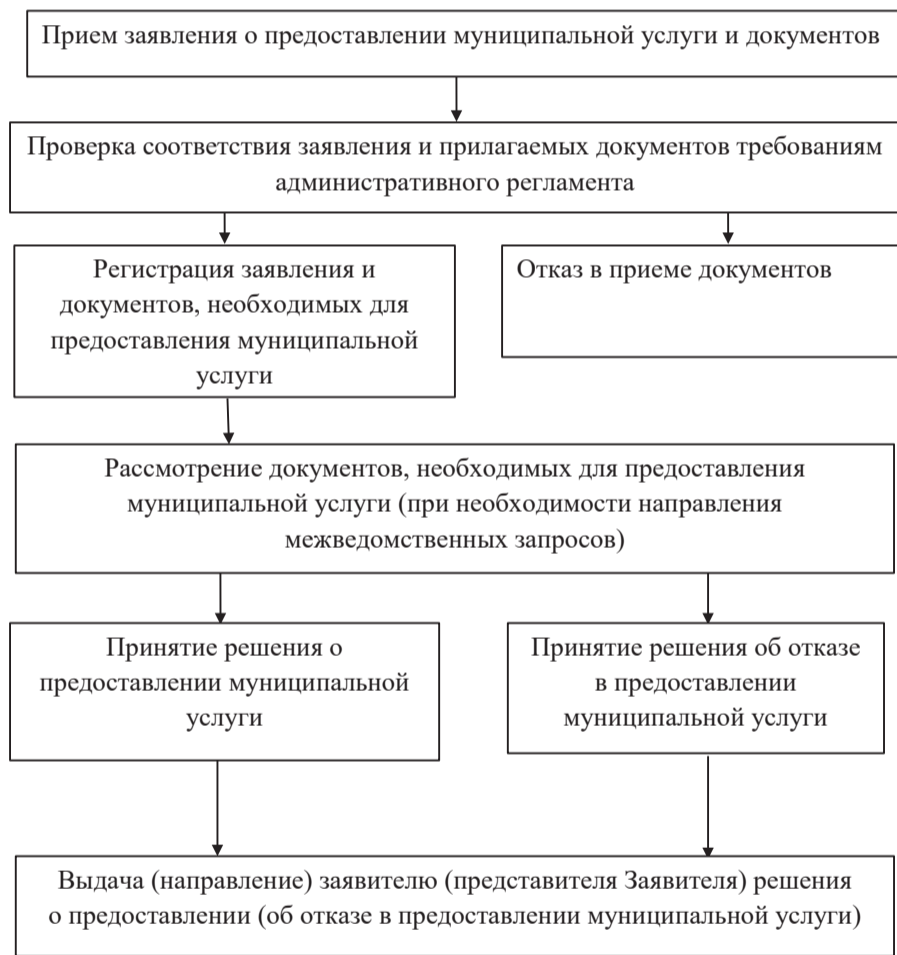 Прием заявления о предоставлении муниципальной услуги и документов
Проверка соответствия заявления и прилагаемых документов требованиям
административного регламента
Регистрация заявления и
документов, необходимых для
предоставления муниципальной
услуги
Отказ в приеме документов
Рассмотрение документов, необходимых для предоставления
муниципальной услуги (при необходимости направления
межведомственных запросов)
Принятие решения о
предоставлении муниципальной
услуги
Принятие решения об отказе
в предоставлении
муниципальной услуги
Выдача (направление) заявителю (представителя Заявителя) решения
о предоставлении (об отказе в предоставлении муниципальной услуги)